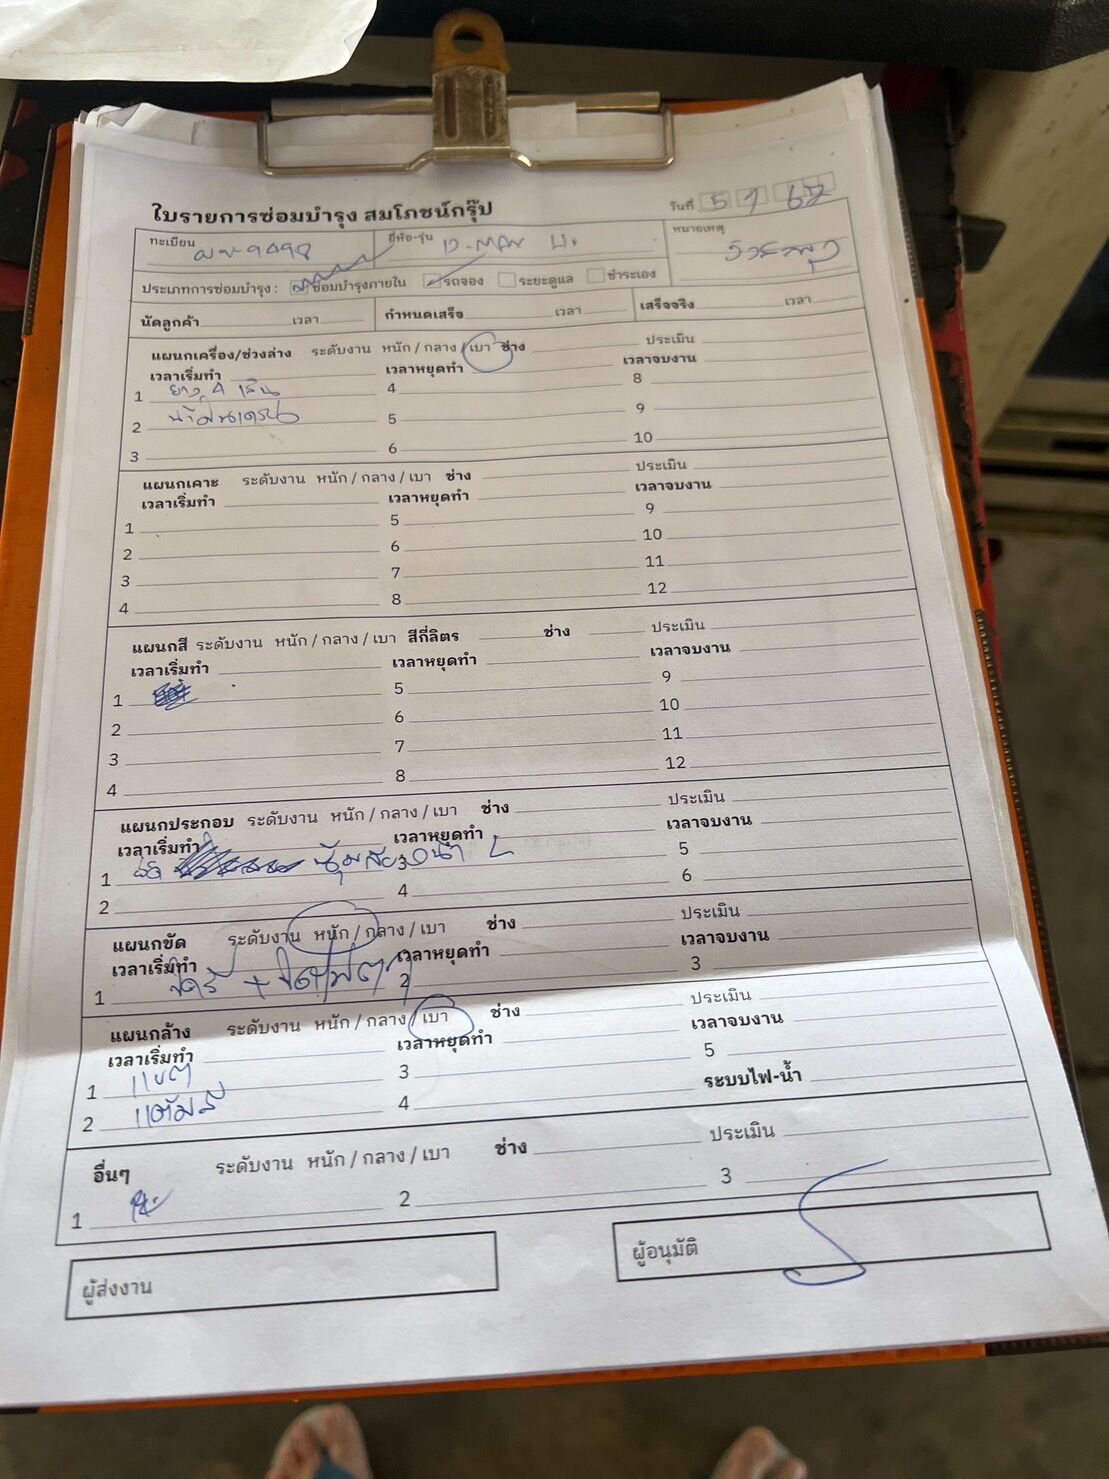 ใบรายการซ่อมบำรุง สมโภชน์กรุ๊ป
วันที่ 5 7 67
ทะเบียน 9498 ยี่ห้อ-รุ่น D-MAX หมายเหตุ
ประเภทการซ่อมบำรุง : ซ่อมบำรุงภายใน รถจอง ระยะดูแล ชำระเอง
นัดลูกค้า เวลา กำหนดเสร็จ เวลา เสร็จจริง เวลา
แผนกเครื่อง/ช่วงล่าง ระดับงาน หนัก / กลาง / เบา ช่าง ประเมิน
เวลาเริ่มทำ เวลาหยุดทำ เวลาจบงาน
1 ยาง 4 เส้น 4 8
2 5 9
3 6 10
แผนกเคาะ ระดับงาน หนัก / กลาง / เบา ช่าง ประเมิน
เวลาเริ่มทำ เวลาหยุดทำ เวลาจบงาน
1 5 9
2 6 10
3 7 11
4 8 12
แผนกสี ระดับงาน หนัก / กลาง / เบา สีกี่ลิตร ช่าง ประเมิน
เวลาเริ่มทำ เวลาหยุดทำ เวลาจบงาน
1 5 9
2 6 10
3 7 11
4 8 12
แผนกประกอบ ระดับงาน หนัก / กลาง / เบา ช่าง ประเมิน
เวลาเริ่มทำ เวลาหยุดทำ เวลาจบงาน
1 3 5
2 4 6
แผนกขัด ระดับงาน หนัก / กลาง / เบา ช่าง ประเมิน
เวลาเริ่มทำ เวลาหยุดทำ เวลาจบงาน
1 2 3
แผนกล้าง ระดับงาน หนัก / กลาง / เบา ช่าง ประเมิน
เวลาเริ่มทำ เวลาหยุดทำ เวลาจบงาน
1 3 5
2 แต้มสี 4 ระบบไฟ-น้ำ
อื่นๆ ระดับงาน หนัก / กลาง / เบา ช่าง ประเมิน
1 2 3
ผู้ส่งงาน ผู้อนุมัติ